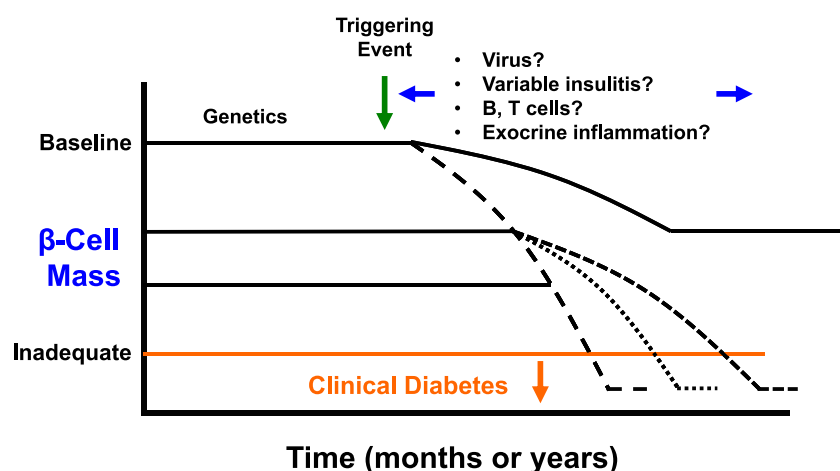 Triggering
Event
• Virus?
• Variable insulitis?
• B, T cells?
• Exocrine inflammation?
Genetics
Baseline
β-Cell
Mass
Inadequate
Clinical Diabetes
Time (months or years)